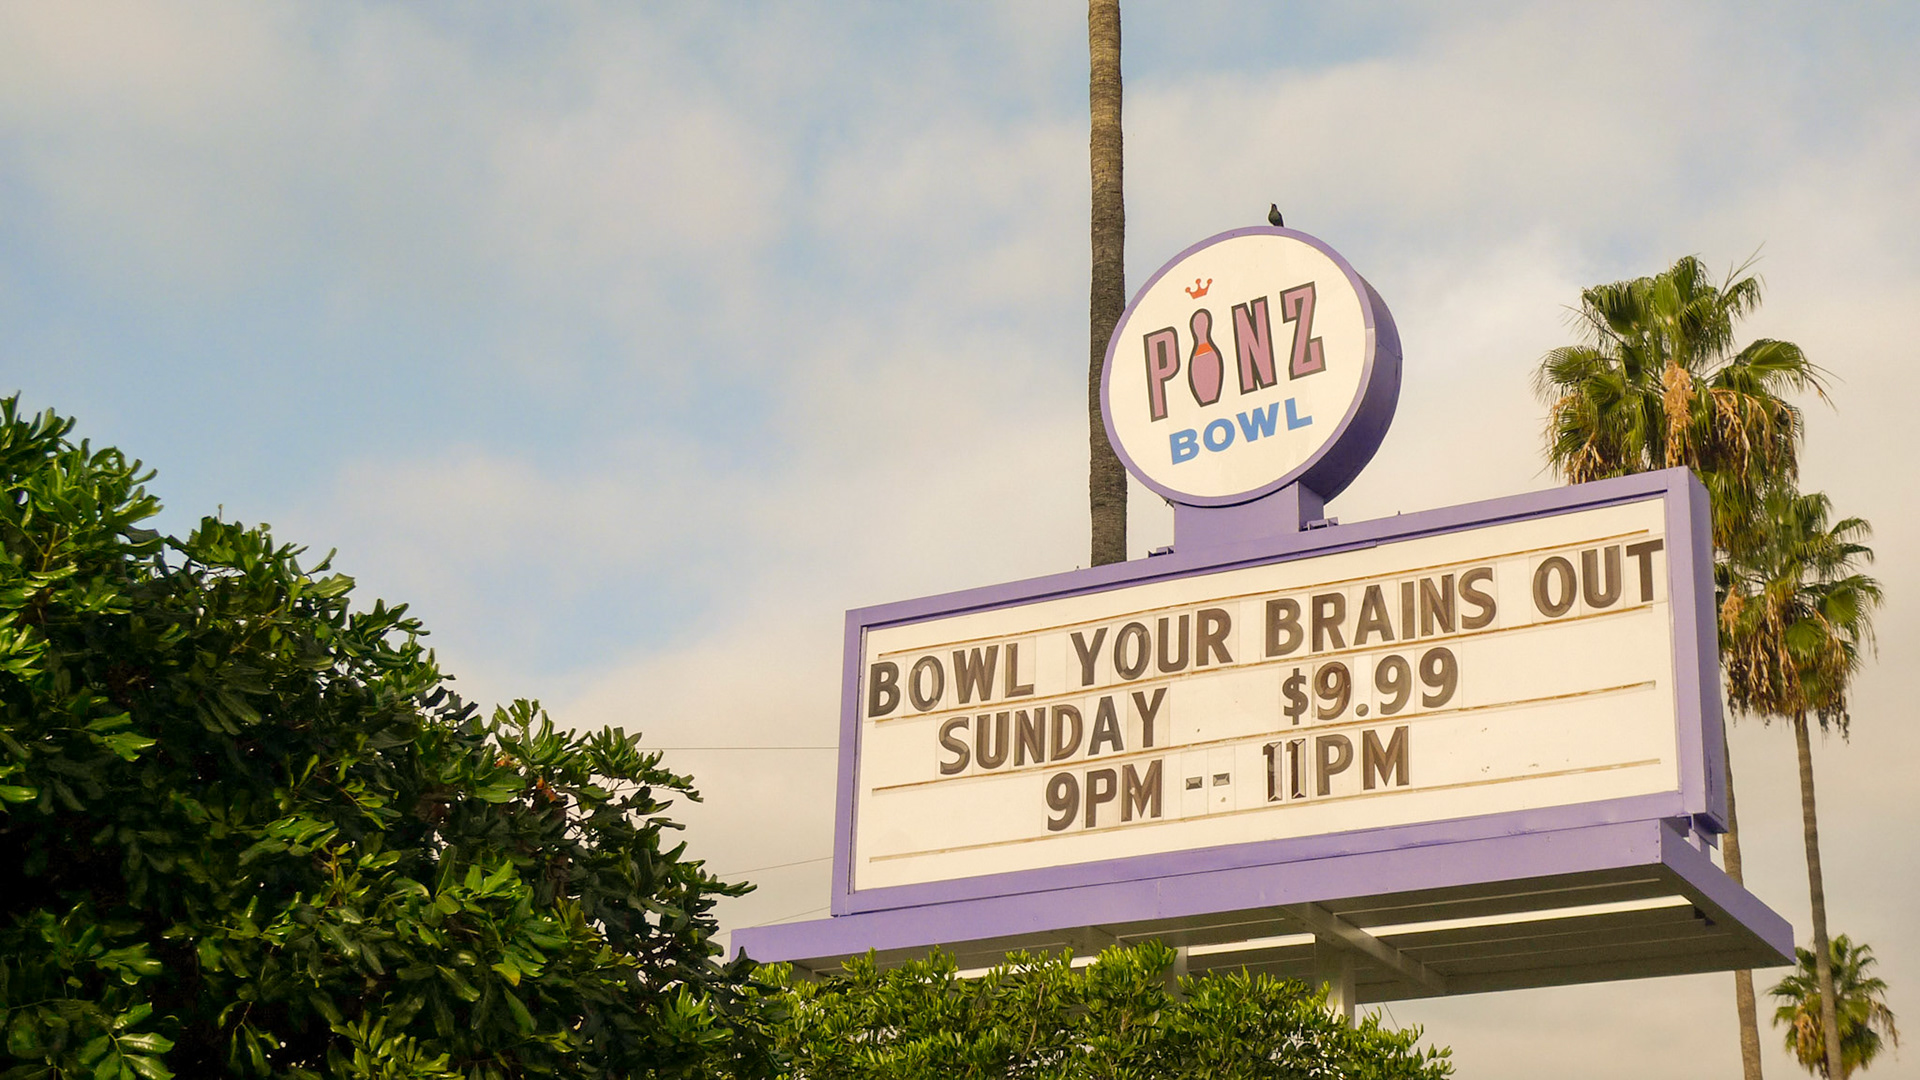 PINZ
BOWL
BOWL YOUR BRAINS OUT
SUNDAY $9.99
9PM -- 11PM